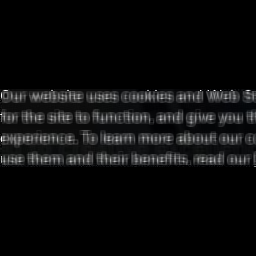 Our website uses cookies and Web
for the site to function, and give you
experience. To learn more about our
use them and their benefits, read our